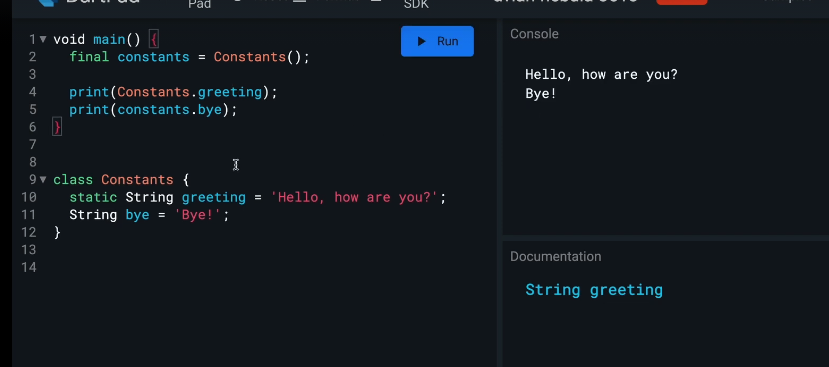 Pad
SDK
1 void main() {
2 final constants = Constants();
3
4 print(Constants.greeting);
5 print(constants.bye);
6 }
7
8
9 class Constants {
10 static String greeting = 'Hello, how are you?';
11 String bye = 'Bye!';
12 }
13
14
Run
Console
Hello, how are you?
Bye!
Documentation
String greeting